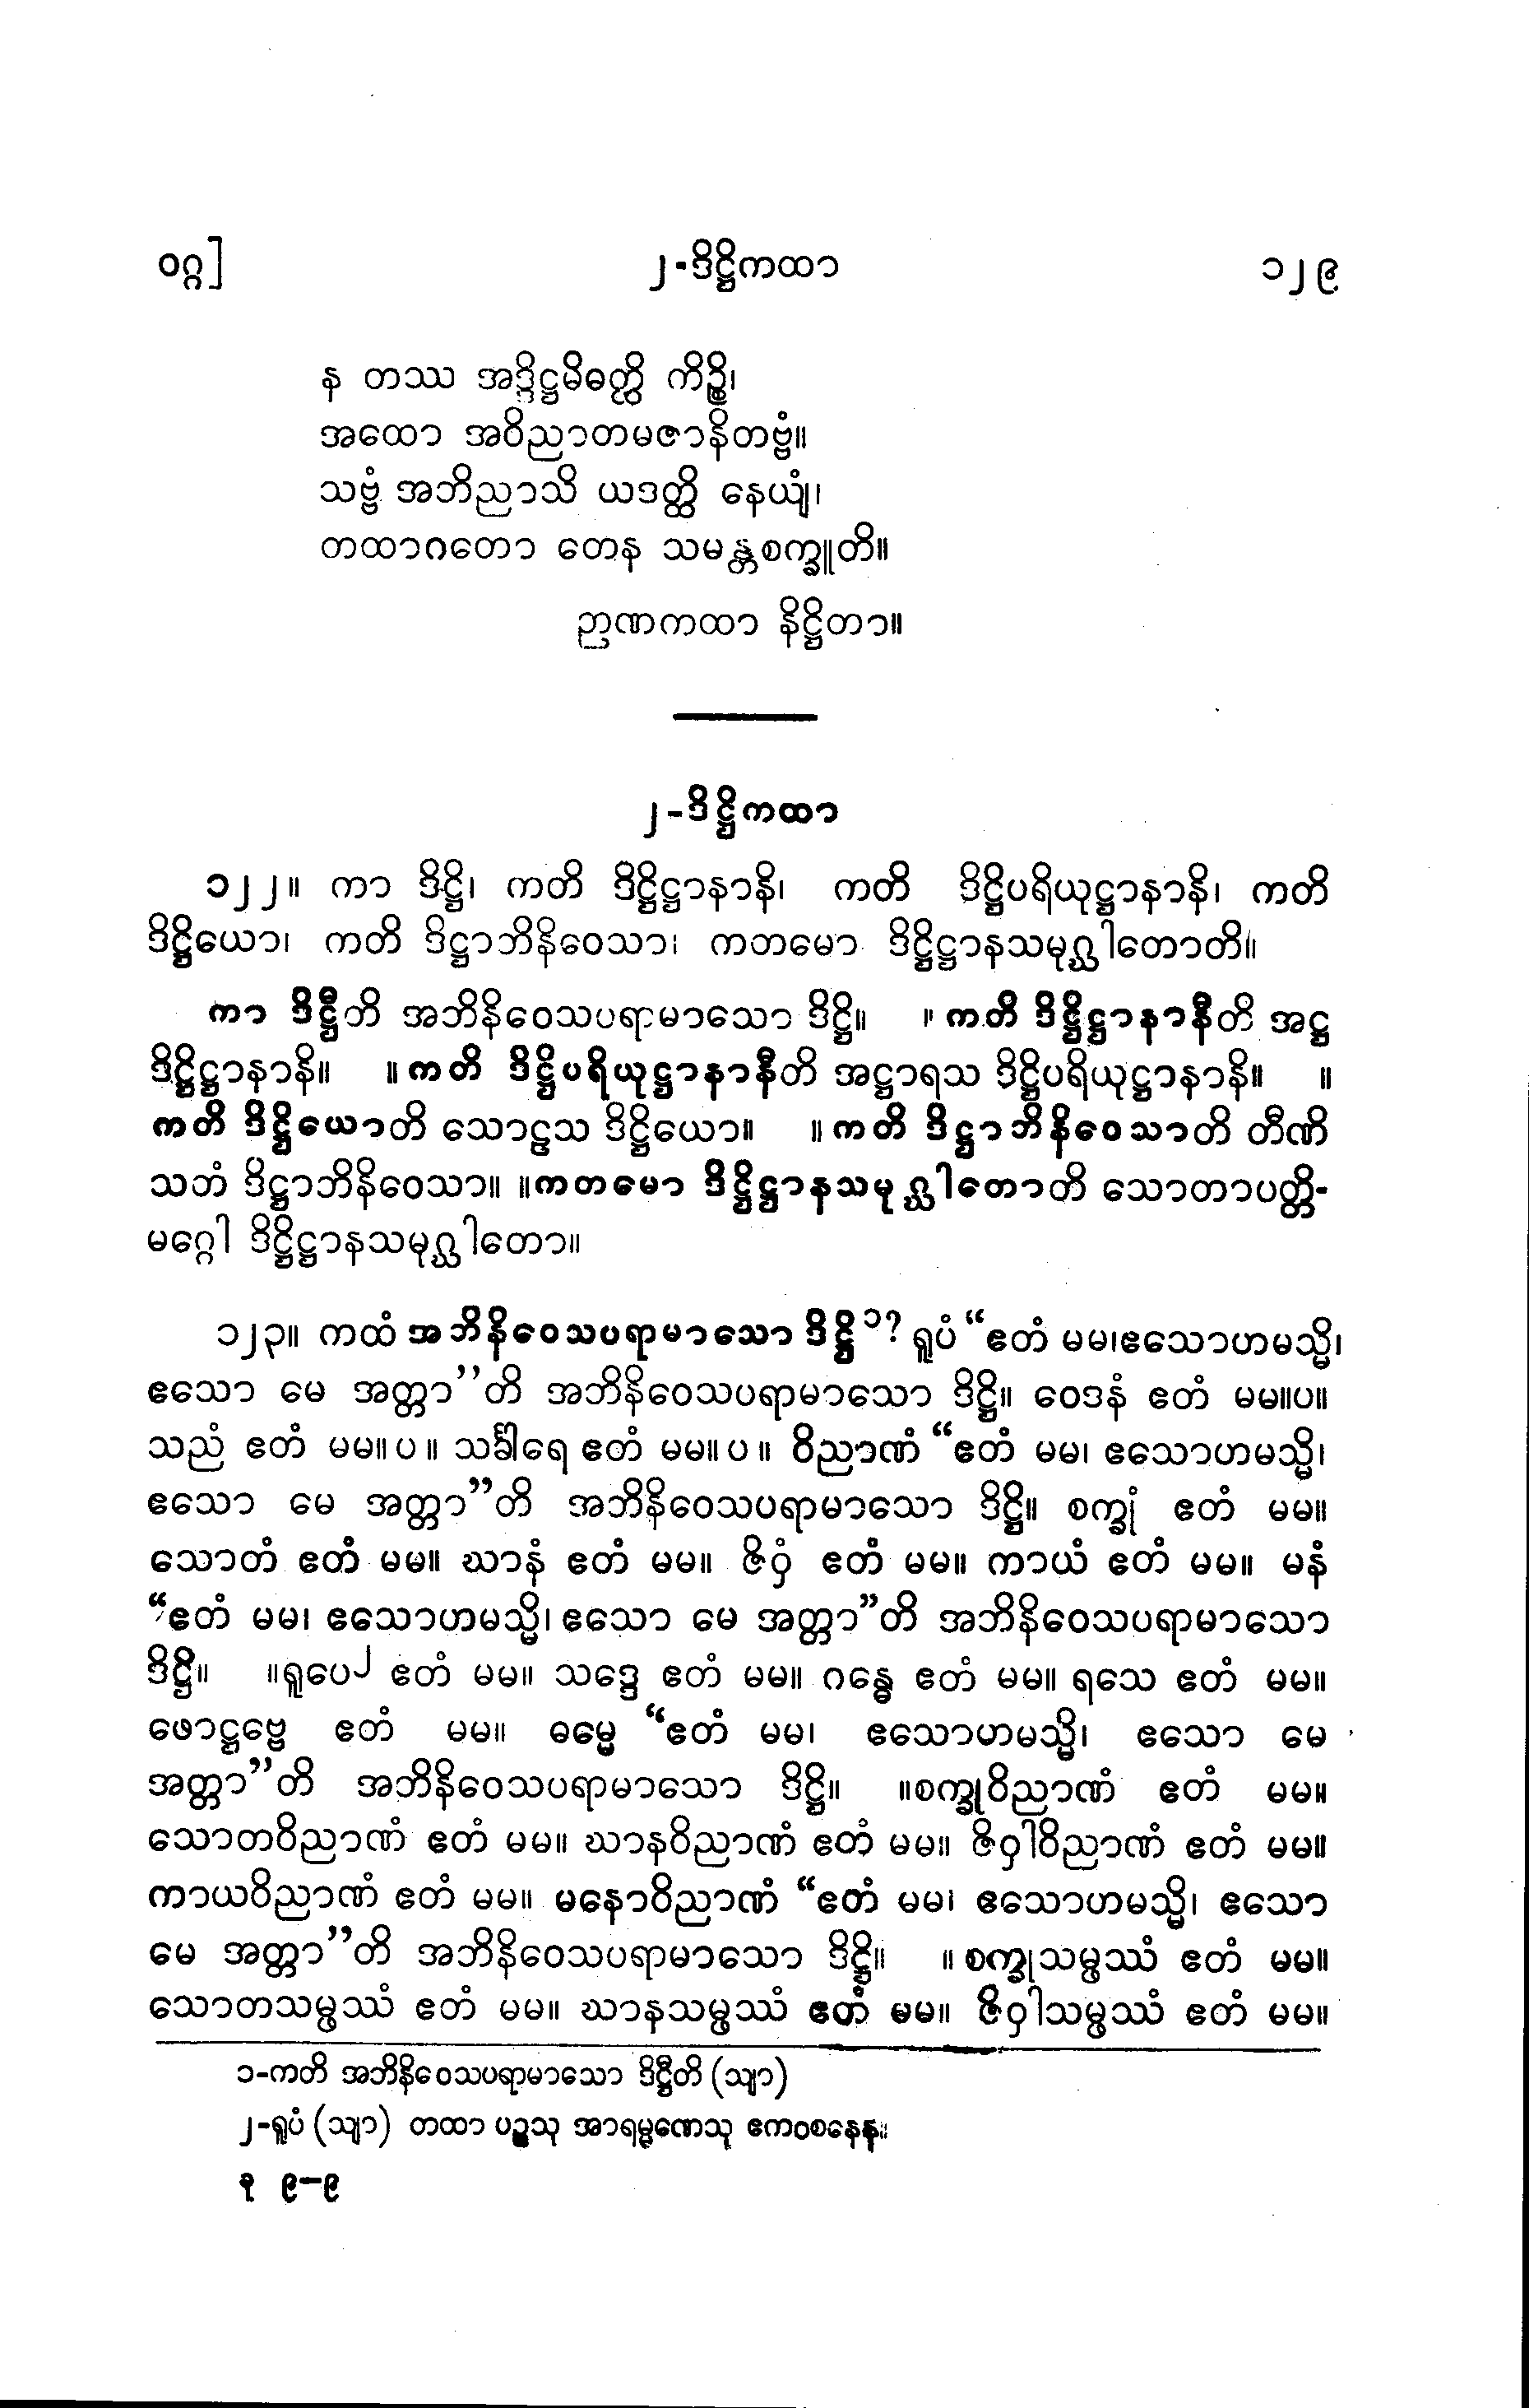 ဝဂ္ဂ] ၂-ဒိဋ္ဌိကထာ ၁၂၉
န တဿ အဒ္ဒိဋ္ဌမိဓတ္ထိ ကိဉ္စိ၊
အထော အဝိညာတမဇာနိတဗ္ဗံ။
သဗ္ဗံ အဘိညာသိ ယဒတ္ထိ နေယျံ၊
တထာဂတော တေန သမန္တစက္ခူတိ။
ဉာဏကထာ နိဋ္ဌိတာ။
၂-ဒိဋ္ဌိကထာ
၁၂၂။ ကာ ဒိဋ္ဌိ၊ ကတိ ဒိဋ္ဌိဋ္ဌာနာနိ၊ ကတိ ဒိဋ္ဌိပရိယုဋ္ဌာနာနိ၊ ကတိ
ဒိဋ္ဌိယော၊ ကတိ ဒိဋ္ဌာဘိနိဝေသာ၊ ကတမော ဒိဋ္ဌိဋ္ဌာနသမုဂ္ဃါတောတိ။
ကာ ဒိဋ္ဌီတိ အဘိနိဝေသပရာမာသော ဒိဋ္ဌိ။ ။ ကတိ ဒိဋ္ဌိဋ္ဌာနာနီတိ အဋ္ဌ
ဒိဋ္ဌိဋ္ဌာနာနိ။ ။ ကတိ ဒိဋ္ဌိပရိယုဋ္ဌာနာနီတိ အဋ္ဌာရသ ဒိဋ္ဌိပရိယုဋ္ဌာနာနိ။ ။
ကတိ ဒိဋ္ဌိယောတိ သောဠသ ဒိဋ္ဌိယော။ ။ ကတိ ဒိဋ္ဌာဘိနိဝေသာတိ တီဏိ
သတံ ဒိဋ္ဌာဘိနိဝေသာ။ ။ကတမော ဒိဋ္ဌိဋ္ဌာနသမုဂ္ဃါတောတိ သောတာပတ္တိ-
မဂ္ဂေါ ဒိဋ္ဌိဋ္ဌာနသမုဂ္ဃါတော။
၁၂၃။ ကထံ အဘိနိဝေသပရာမာသော ဒိဋ္ဌိ၁? ရူပံ “ဧတံ မမ၊ဧသောဟမသ္မိ၊
ဧသော မေ အတ္တာ”တိ အဘိနိဝေသပရာမာသော ဒိဋ္ဌိ။ ဝေဒနံ ဧတံ မမ။ပ။
သညံ ဧတံ မမ။ ပ ။ သင်္ခါရေ ဧတံ မမ။ ပ ။ ဝိညာဏံ “ဧတံ မမ၊ ဧသောဟမသ္မိ၊
ဧသော မေ အတ္တာ”တိ အဘိနိဝေသပရာမာသော ဒိဋ္ဌိ။ စက္ခုံ ဧတံ မမ။
သောတံ ဧတံ မမ။ ဃာနံ ဧတံ မမ။ ဇိဝှံ ဧတံ မမ။ ကာယံ ဧတံ မမ။ မနံ
“ဧတံ မမ၊ ဧသောဟမသ္မိ၊ ဧသော မေ အတ္တာ”တိ အဘိနိဝေသပရာမာသော
ဒိဋ္ဌိ။ ။ရူပေ၂ ဧတံ မမ။ သဒ္ဒေ ဧတံ မမ။ ဂန္ဓေ ဧတံ မမ။ ရသေ ဧတံ မမ။
ဖောဋ္ဌဗ္ဗေ ဧတံ မမ။ ဓမ္မေ “ဧတံ မမ၊ ဧသောဟမသ္မိ၊ ဧသော မေ
အတ္တာ”တိ အဘိနိဝေသပရာမာသော ဒိဋ္ဌိ။ ။စက္ခုဝိညာဏံ ဧတံ မမ။
သောတဝိညာဏံ ဧတံ မမ။ ဃာနဝိညာဏံ ဧတံ မမ။ ဇိဝှါဝိညာဏံ ဧတံ မမ။
ကာယဝိညာဏံ ဧတံ မမ။ မနောဝိညာဏံ “ဧတံ မမ၊ ဧသောဟမသ္မိ၊ ဧသော
မေ အတ္တာ”တိ အဘိနိဝေသပရာမာသော ဒိဋ္ဌိ။ ။ စက္ခုသမ္ဖဿံ ဧတံ မမ။
သောတသမ္ဖဿံ ဧတံ မမ။ ဃာနသမ္ဖဿံ ဧတံ မမ။ ဇိဝှါသမ္ဖဿံ ဧတံ မမ။
၁-ကတိ အဘိနိဝေသပရာမာသော ဒိဋ္ဌီတိ (သျာ)
၂-ရူပံ (သျာ) တထာ ပဉ္စသု အာရမ္မဏေသု ဧကဝစနေန။
ခု ၉-၉